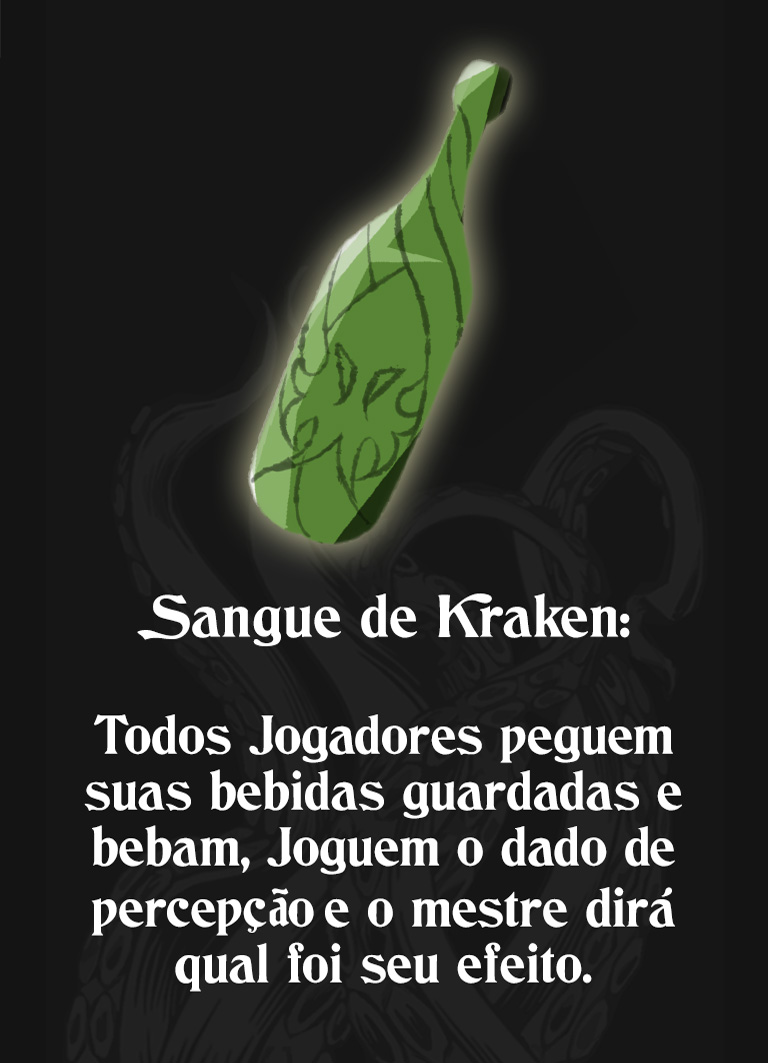 Sangue de Kraken:
Todos Jogadores peguem
suas bebidas guardadas e
bebam, Joguem o dado de
percepção e o mestre dirá
qual foi seu efeito.